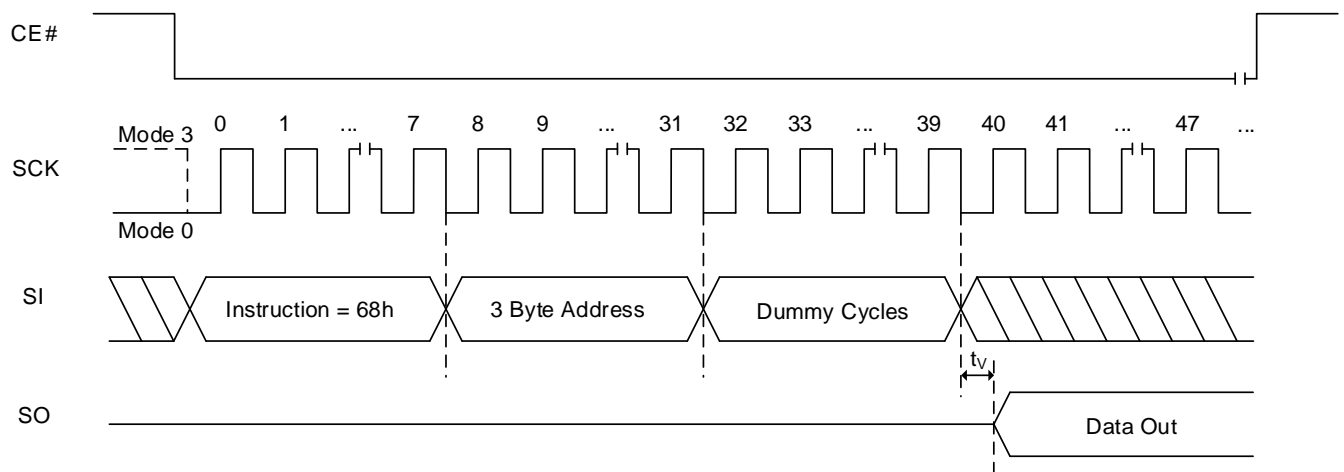 CE#
0 1 ... 7 8 9 ... 31 32 33 ... 39 40 41 ... 47 ...
Mode 3
SCK
Mode 0
SI
Instruction = 68h
3 Byte Address
Dummy Cycles
tV
SO
Data Out